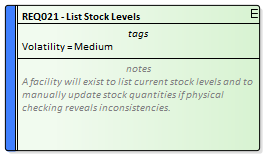 REQ021 - List Stock Levels E
tags
Volatility = Medium
notes
A facility will exist to list current stock levels and to
manually update stock quantities if physical
checking reveals inconsistencies.